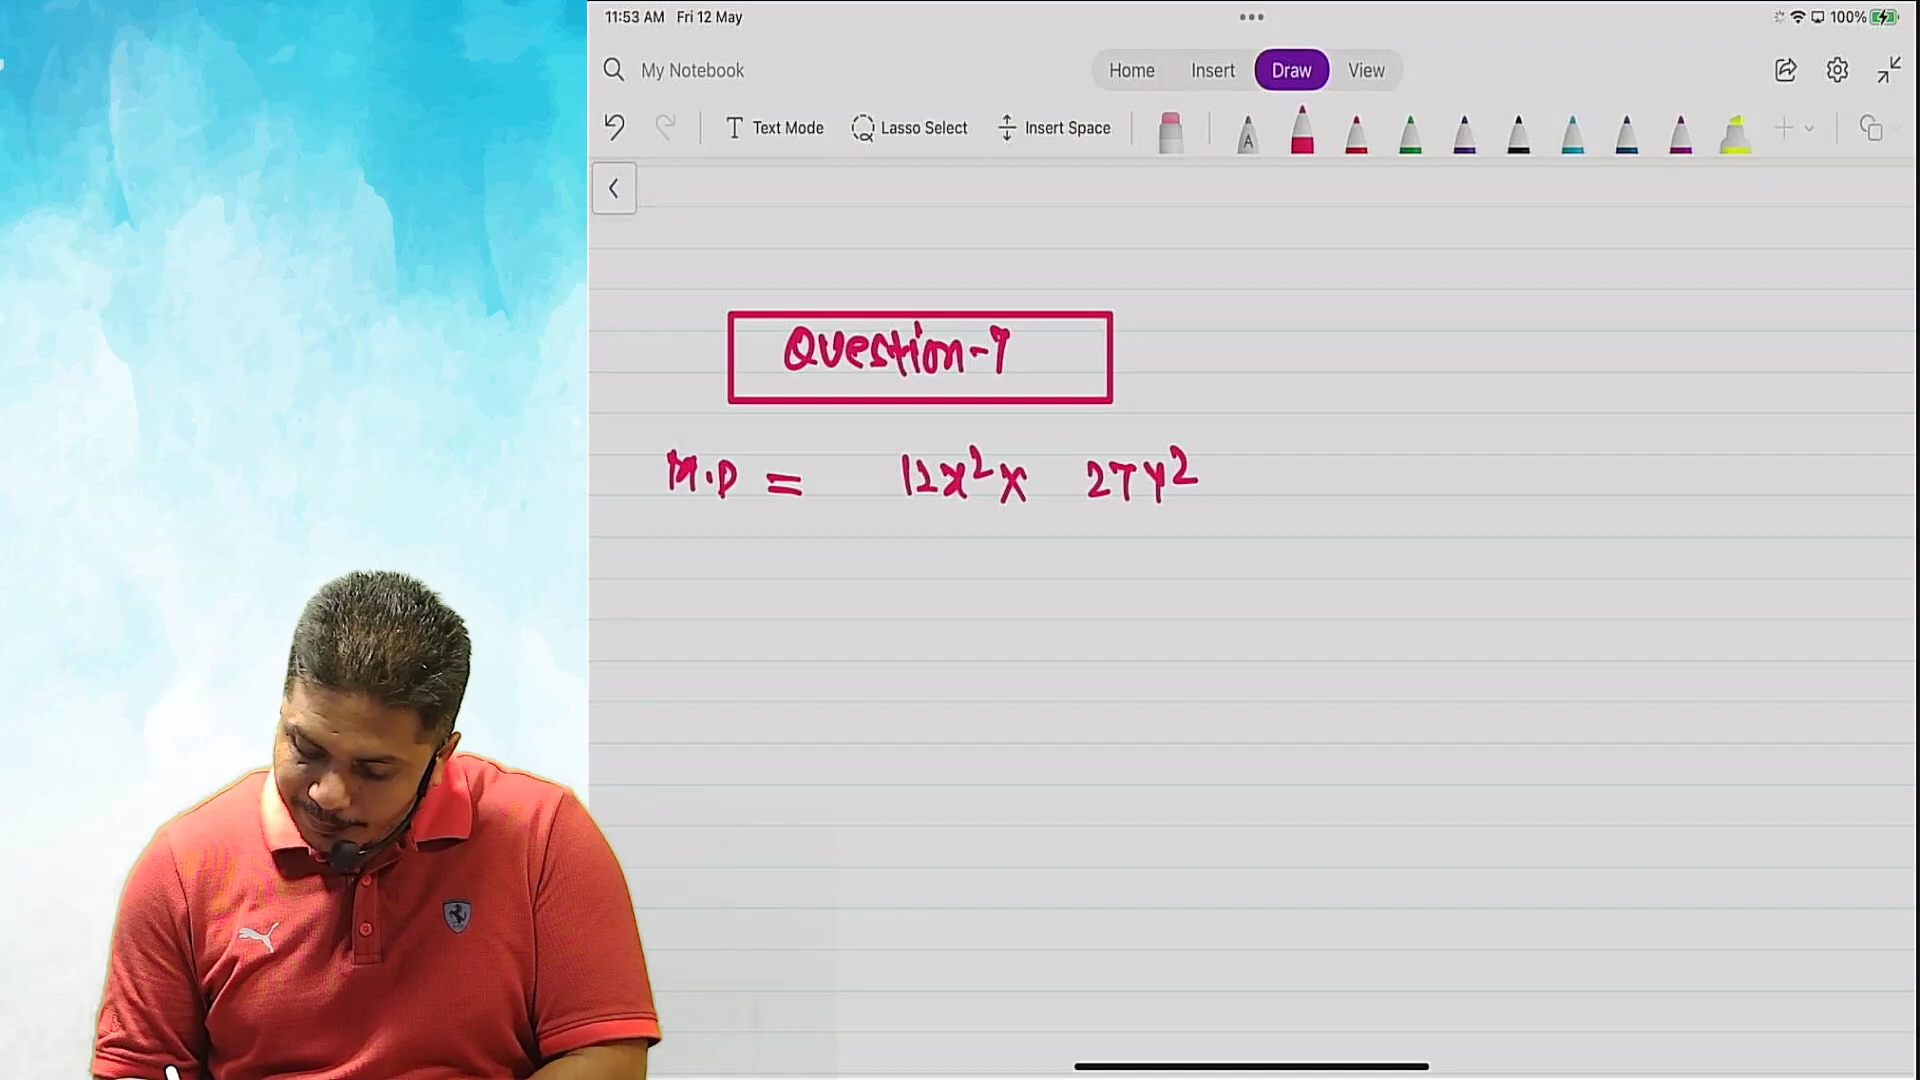 11:53 AM Fri 12 May
100%
My Notebook
Home Insert Draw View
Text Mode Lasso Select Insert Space
A
Question-7
M.P = 12x² x 27y²